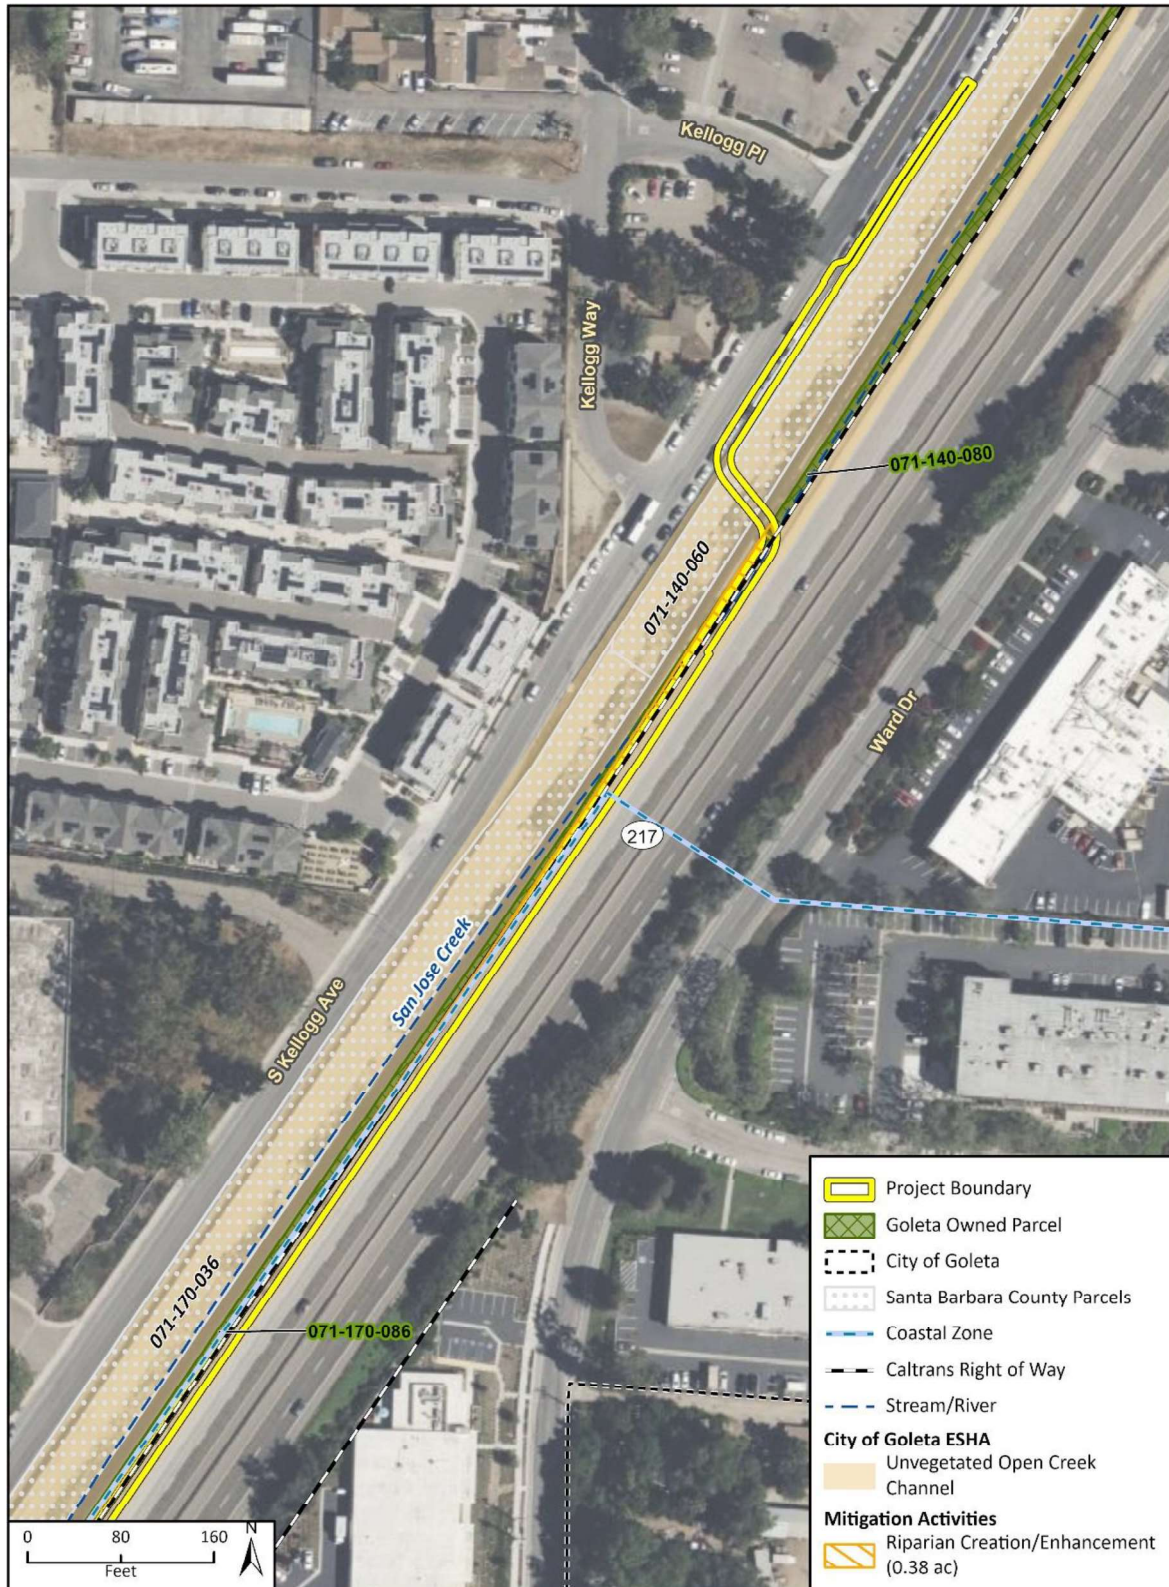 Kellogg Pl
Kellogg Way
071-140-080
071-140-060
Ward Dr
217
San Jose Creek
S Kellogg Ave
071-170-036
071-170-086
Project Boundary
Goleta Owned Parcel
City of Goleta
Santa Barbara County Parcels
Coastal Zone
Caltrans Right of Way
Stream/River
City of Goleta ESHA
Unvegetated Open Creek
Channel
Mitigation Activities
Riparian Creation/Enhancement
(0.38 ac)
0 80 160
Feet
N